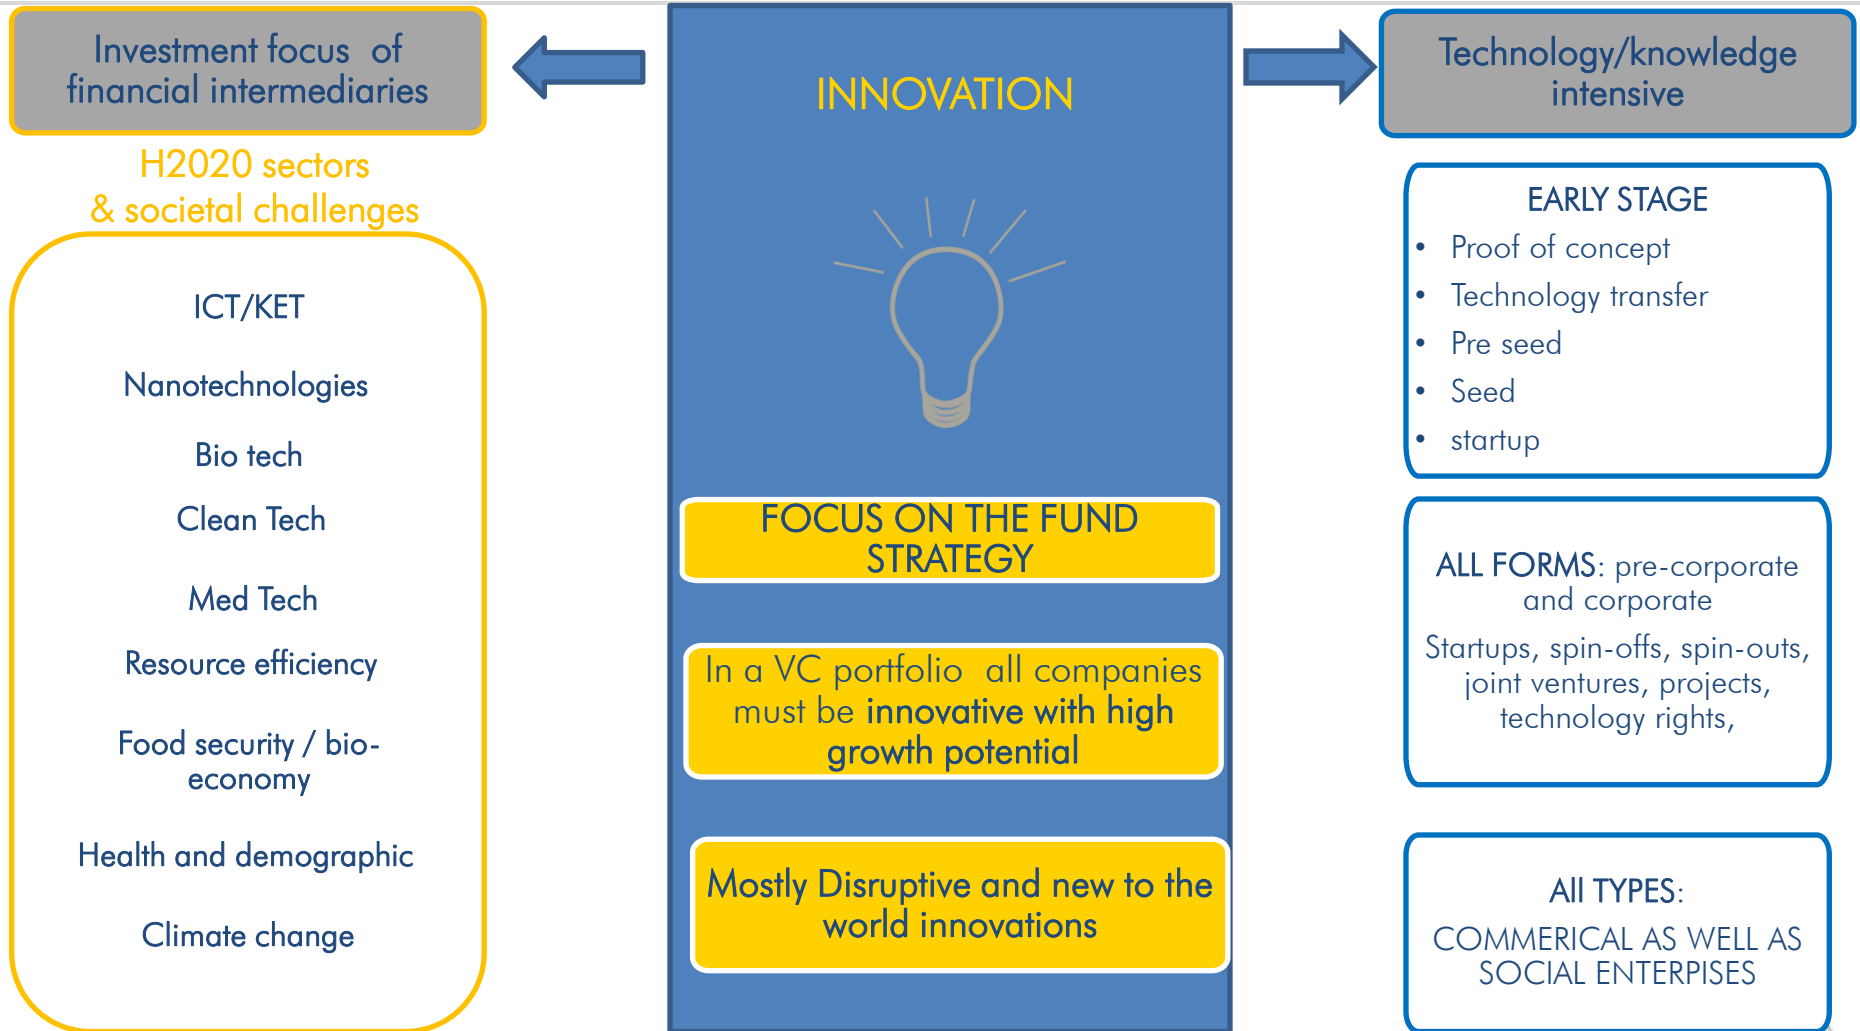 Investment focus of
financial intermediaries
H2020 sectors
& societal challenges
ICT/KET
Nanotechnologies
Bio tech
Clean Tech
Med Tech
Resource efficiency
Food security / bio-
economy
Health and demographic
Climate change
INNOVATION
FOCUS ON THE FUND
STRATEGY
In a VC portfolio all companies
must be innovative with high
growth potential
Mostly Disruptive and new to the
world innovations
Technology/knowledge
intensive
EARLY STAGE
• Proof of concept
• Technology transfer
• Pre seed
• Seed
• startup
ALL FORMS: pre-corporate
and corporate
Startups, spin-offs, spin-outs,
joint ventures, projects,
technology rights,
All TYPES:
COMMERICAL AS WELL AS
SOCIAL ENTERPISES